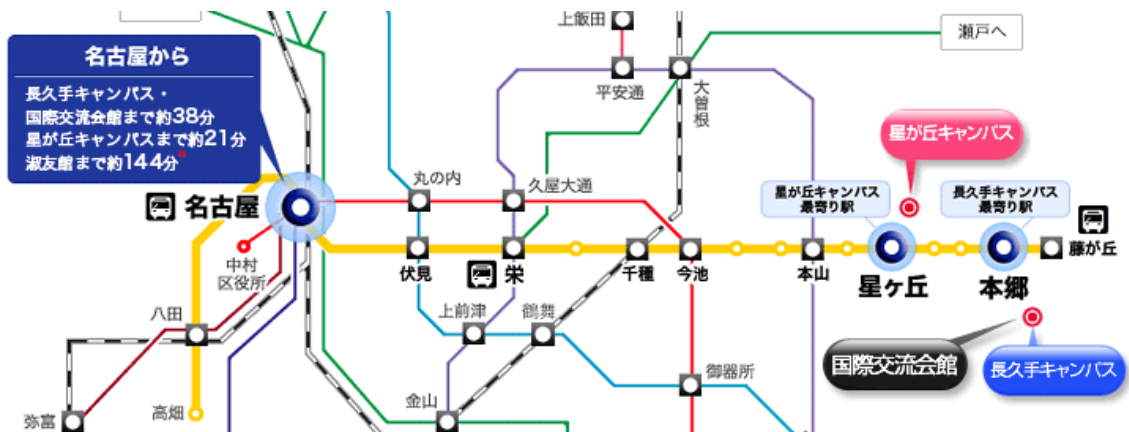 上飯田
瀬戸へ
名古屋から
長久手キャンパス・
国際交流会館まで約38分
星が丘キャンパスまで約21分
淑友館まで約144分*
平安通
大曽根
星が丘キャンパス
丸の内
久屋大通
星が丘キャンパス
最寄り駅
長久手キャンパス
最寄り駅
名古屋
中村
区役所
伏見
栄
千種
今池
本山
星ヶ丘
本郷
藤が丘
八田
上前津
鶴舞
国際交流会館
長久手キャンパス
御器所
高畑
金山
弥富